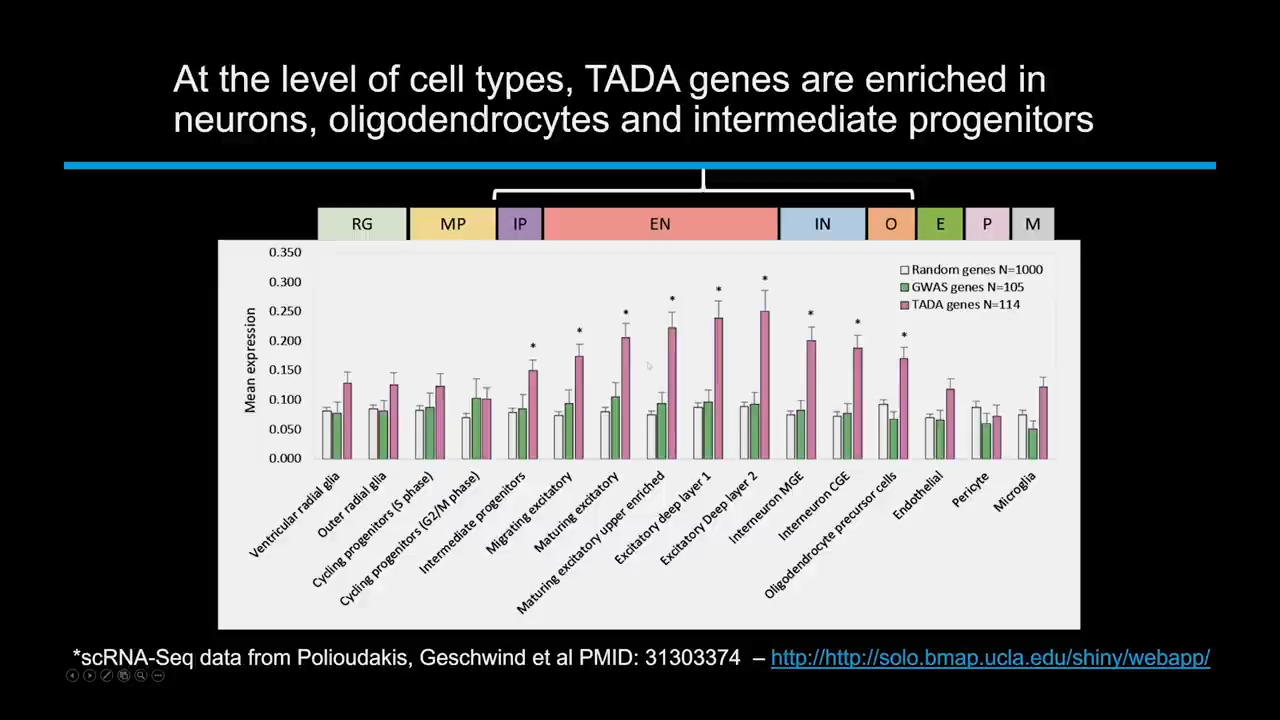 At the level of cell types, TADA genes are enriched in
neurons, oligodendrocytes and intermediate progenitors
RG MP IP EN IN O E P M
0.350
0.300
0.250
0.200
0.150
0.100
0.050
0.000
Mean expression
Random genes N=1000
GWAS genes N=105
TADA genes N=114
* * * * * * * * *
Ventricular radial glia
Outer radial glia
Cycling progenitors (S phase)
Cycling progenitors (G2/M phase)
Intermediate progenitors
Migrating excitatory
Maturing excitatory
Maturing excitatory upper enriched
Excitatory deep layer 1
Excitatory Deep layer 2
Interneuron MGE
Interneuron CGE
Oligodendrocyte precursor cells
Endothelial
Pericyte
Microglia
*scRNA-Seq data from Polioudakis, Geschwind et al PMID: 31303374 – http://http://solo.bmap.ucla.edu/shiny/webapp/